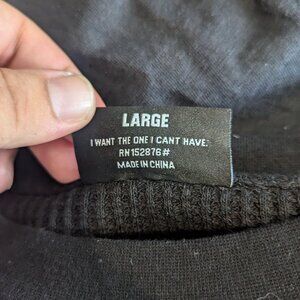 LARGE
I WANT THE ONE I CANT HAVE.
RN 152876#
MADE IN CHINA